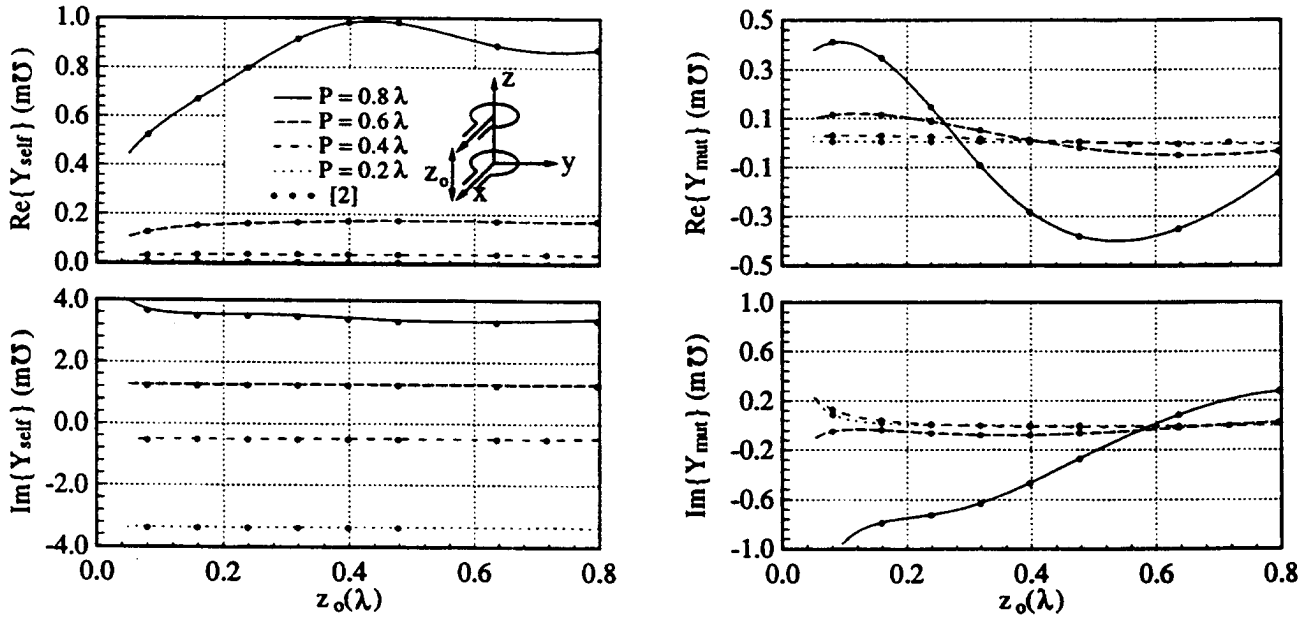 Re{Y_self} (m℧)
1.0
0.8
0.6
0.4
0.2
0.0
P = 0.8 λ
P = 0.6 λ
P = 0.4 λ
P = 0.2 λ
[2]
z
y
x
z_o
Im{Y_self} (m℧)
4.0
2.0
0.0
-2.0
-4.0
0.0 0.2 0.4 0.6 0.8
z_o(λ)
Re{Y_mut} (m℧)
0.5
0.3
0.1
-0.1
-0.3
-0.5
Im{Y_mut} (m℧)
1.0
0.6
0.2
-0.2
-0.6
-1.0
0.0 0.2 0.4 0.6 0.8
z_o(λ)